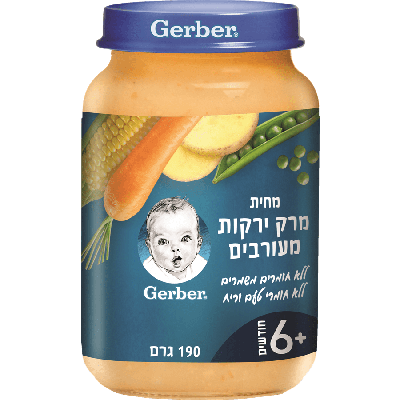 Gerber®
מחית
מרק ירקות
מעורבים
ללא חומרים משמרים
ללא חומרי טעם וריח
Gerber®
+6
חודשים
190 גרם